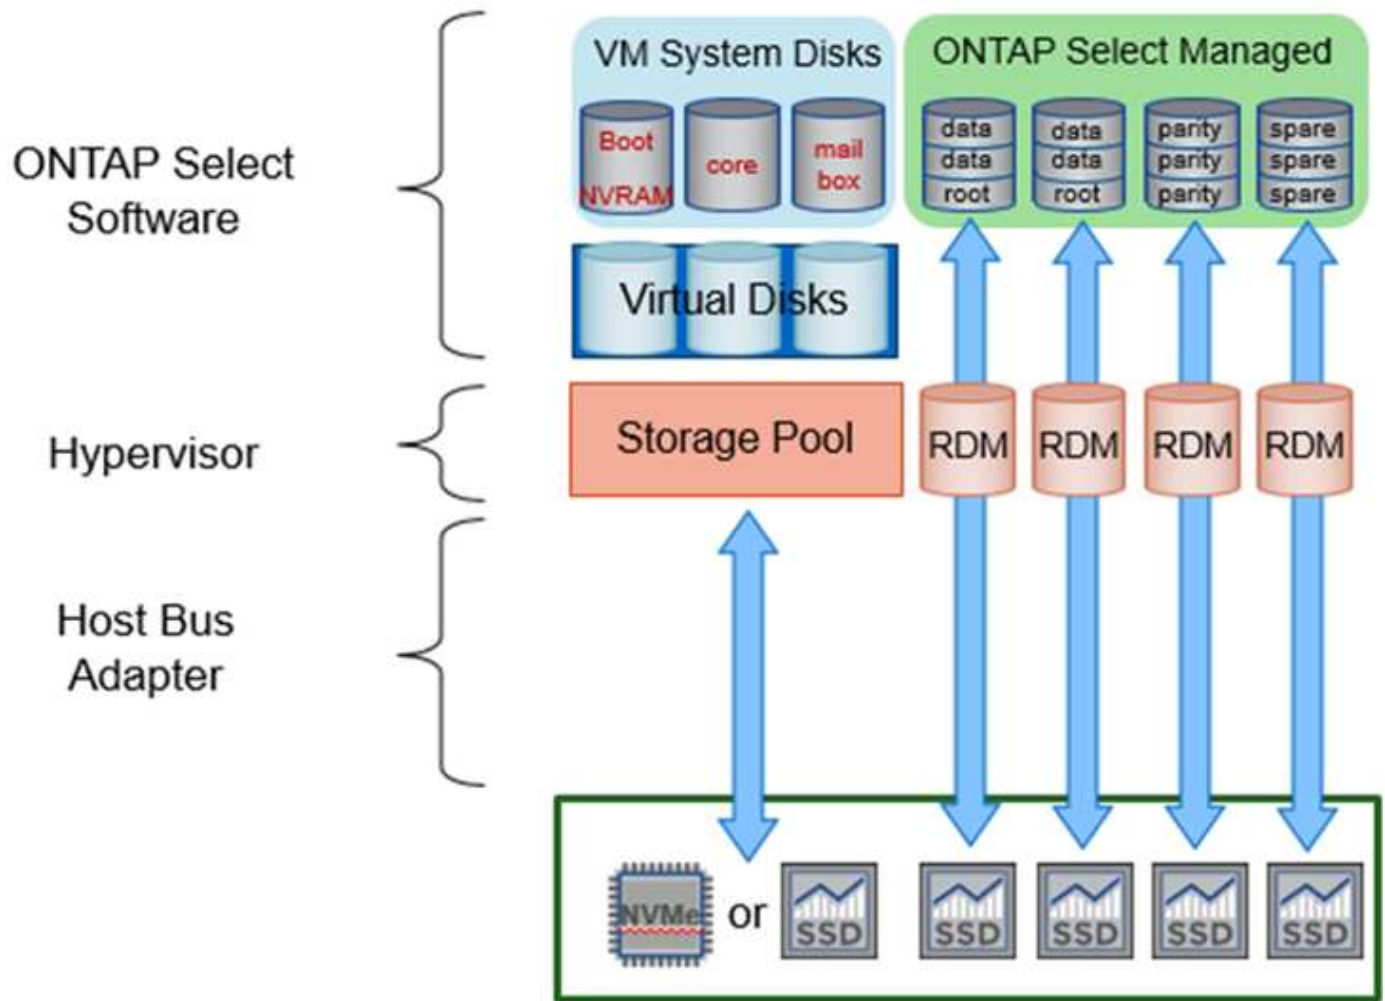 ONTAP Select
Software
VM System Disks
ONTAP Select Managed
Boot
NVRAM
core
mail
box
data
data
root
data
data
root
parity
parity
parity
spare
spare
spare
Virtual Disks
Hypervisor
Storage Pool
RDM
RDM
RDM
RDM
Host Bus
Adapter
NVMe
or
SSD
SSD
SSD
SSD
SSD